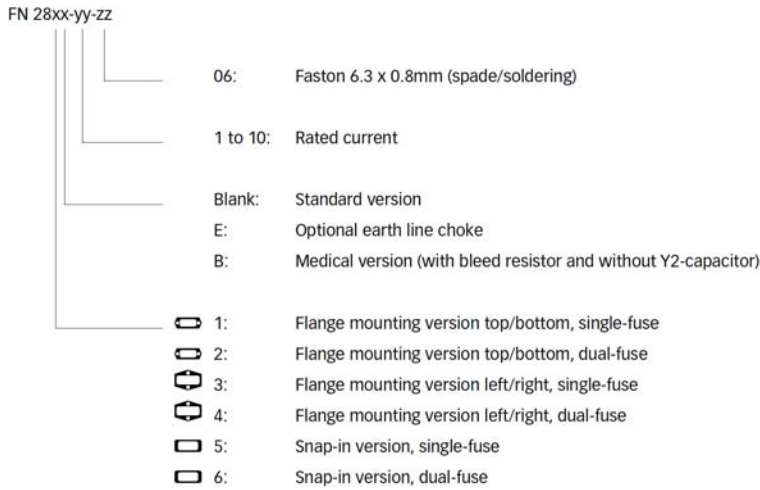 FN 28xx-yy-zz
06: Faston 6.3 x 0.8mm (spade/soldering)
1 to 10: Rated current
Blank: Standard version
E: Optional earth line choke
B: Medical version (with bleed resistor and without Y2-capacitor)
1: Flange mounting version top/bottom, single-fuse
2: Flange mounting version top/bottom, dual-fuse
3: Flange mounting version left/right, single-fuse
4: Flange mounting version left/right, dual-fuse
5: Snap-in version, single-fuse
6: Snap-in version, dual-fuse